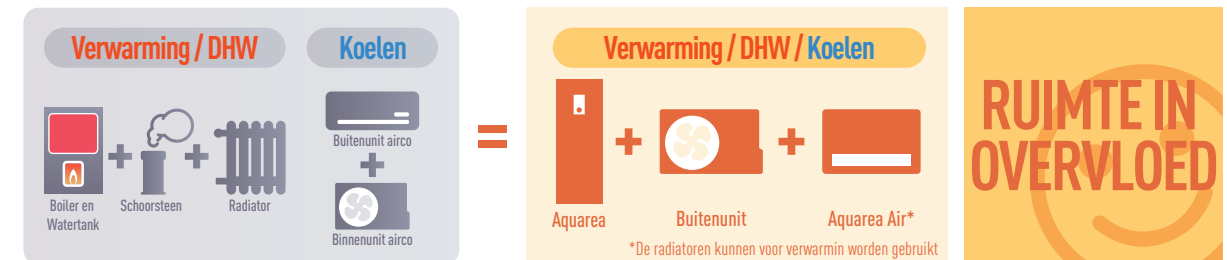 Verwarming / DHW
Koelen
Boiler en
Watertank
+
Schoorsteen
+
Radiator
Buitenunit airco
+
Binnenunit airco
=
Verwarming / DHW / Koelen
Aquarea
+
Buitenunit
+
Aquarea Air*
*De radiatoren kunnen voor verwarmin worden gebruikt
RUIMTE IN
OVERVLOED